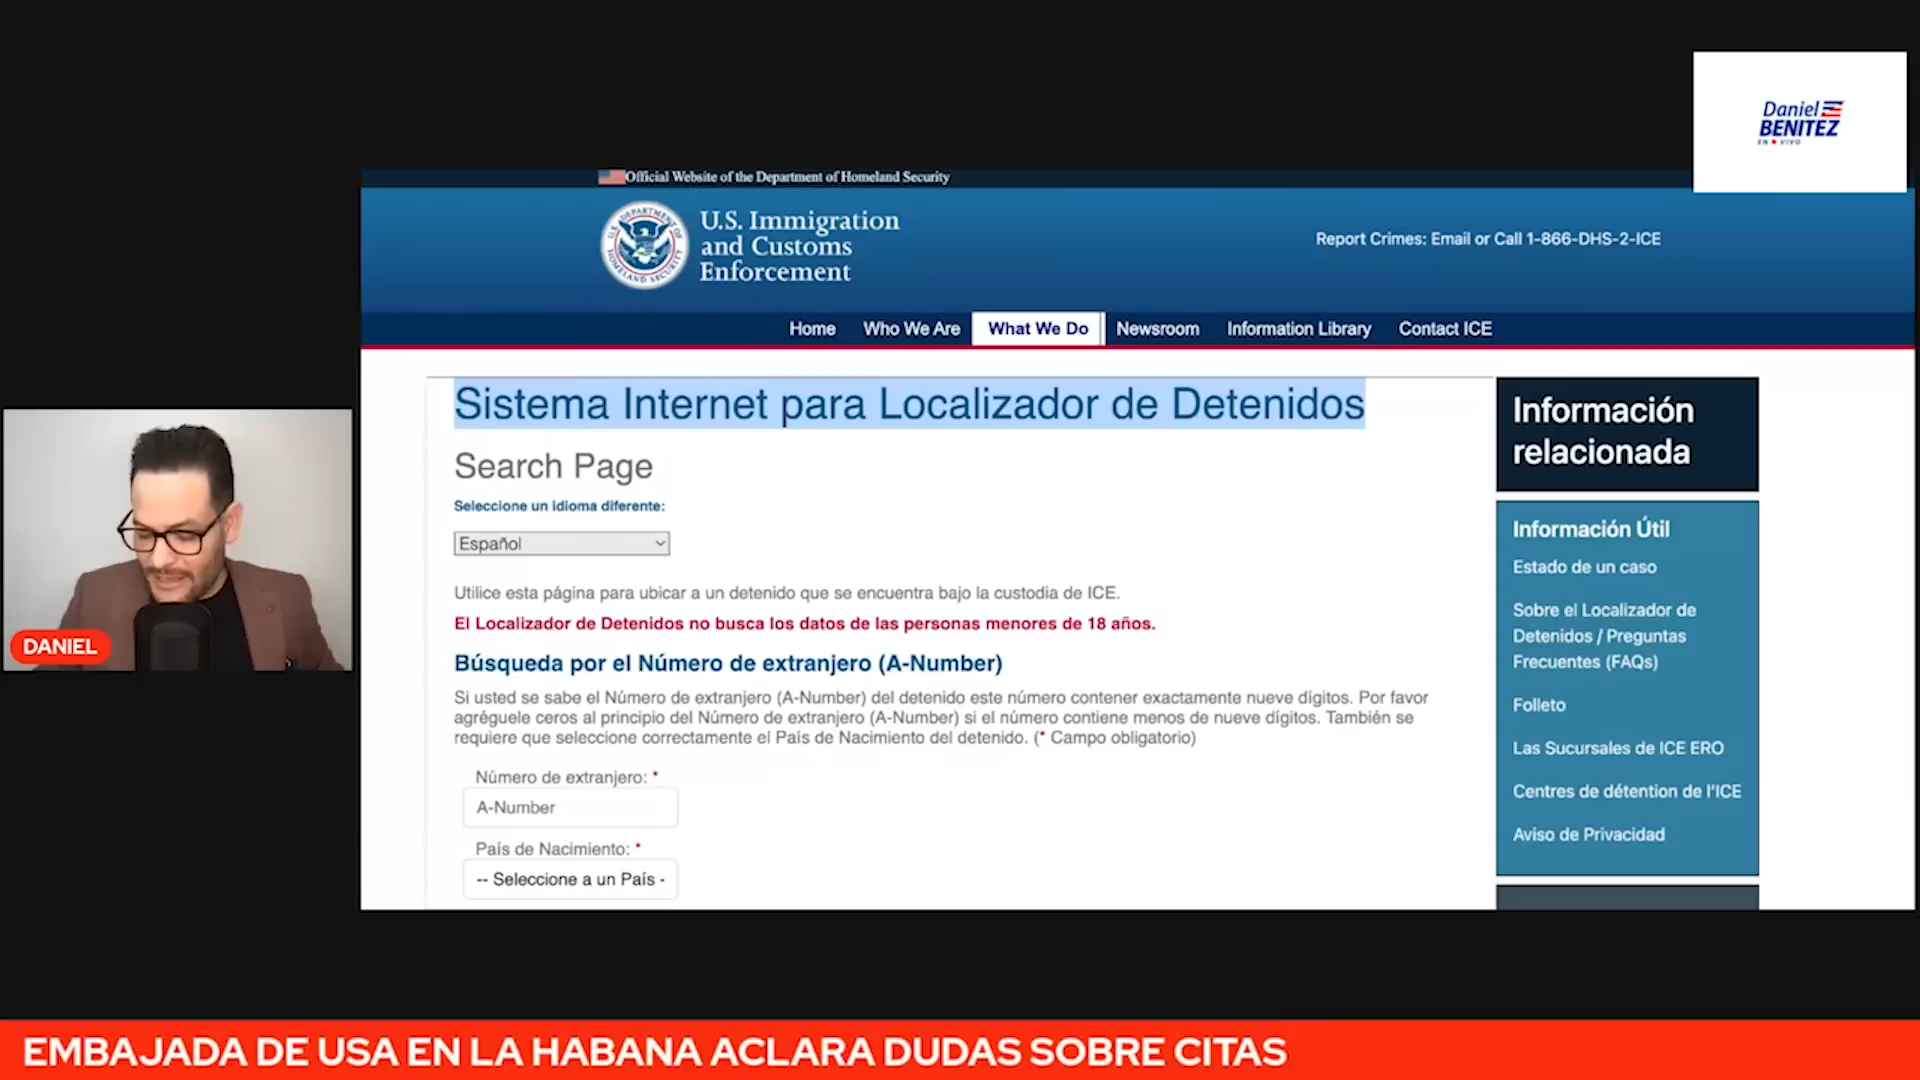 Daniel
BENITEZ
EN VIVO
Official Website of the Department of Homeland Security
U.S. Immigration
and Customs
Enforcement
Report Crimes: Email or Call 1-866-DHS-2-ICE
Home
Who We Are
What We Do
Newsroom
Information Library
Contact ICE
Sistema Internet para Localizador de Detenidos
Search Page
Seleccione un idioma diferente:
Español
Utilice esta página para ubicar a un detenido que se encuentra bajo la custodia de ICE.
El Localizador de Detenidos no busca los datos de las personas menores de 18 años.
Búsqueda por el Número de extranjero (A-Number)
Si usted se sabe el Número de extranjero (A-Number) del detenido este número contener exactamente nueve dígitos. Por favor
agréguele ceros al principio del Número de extranjero (A-Number) si el número contiene menos de nueve dígitos. También se
requiere que seleccione correctamente el País de Nacimiento del detenido. (* Campo obligatorio)
Número de extranjero: *
A-Number
País de Nacimiento: *
-- Seleccione a un País -
Información
relacionada
Información Útil
Estado de un caso
Sobre el Localizador de
Detenidos / Preguntas
Frecuentes (FAQs)
Folleto
Las Sucursales de ICE ERO
Centres de détention de l'ICE
Aviso de Privacidad
DANIEL
EMBAJADA DE USA EN LA HABANA ACLARA DUDAS SOBRE CITAS